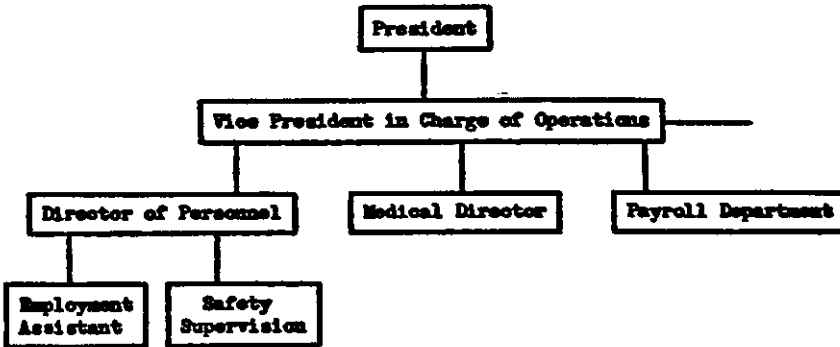 President
Vice President in Charge of Operations
Director of Personnel
Medical Director
Payroll Department
Employment
Assistant
Safety
Supervision